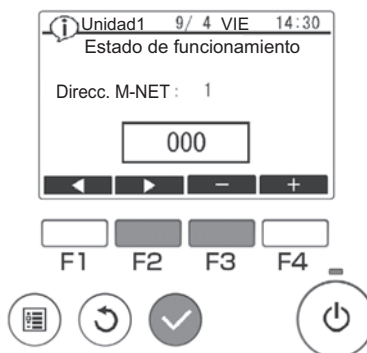 Unidad1 9/ 4 VIE 14:30
Estado de funcionamiento
Direcc. M-NET: 1
000
◀ ▶ − +
F1 F2 F3 F4